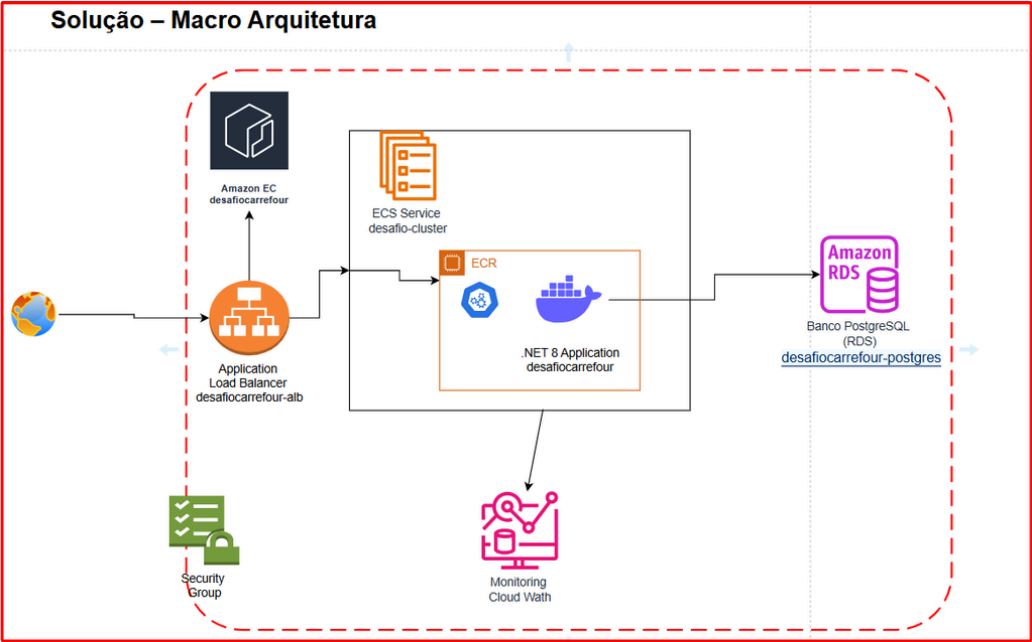 Solução – Macro Arquitetura
Amazon EC
desafiocarrefour
ECS Service
desafio-cluster
ECR
.NET 8 Application
desafiocarrefour
Amazon
RDS
Banco PostgreSQL
(RDS)
desafiocarrefour-postgres
Application
Load Balancer
desafiocarrefour-alb
Security
Group
Monitoring
Cloud Wath